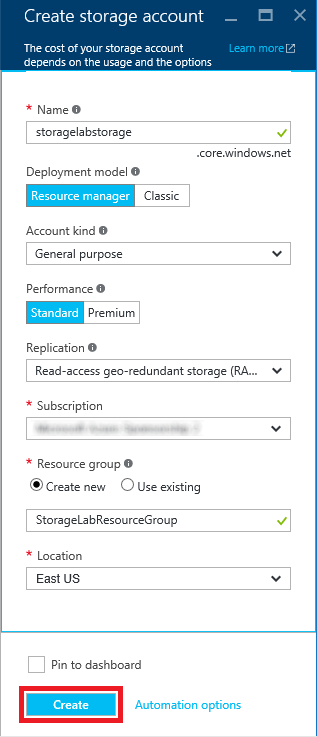 Create storage account
The cost of your storage account Learn more
depends on the usage and the options
* Name
storagelabstorage
.core.windows.net
Deployment model
Resource manager Classic
Account kind
General purpose
Performance
Standard Premium
Replication
Read-access geo-redundant storage (RA...
* Subscription
* Resource group
Create new Use existing
StorageLabResourceGroup
* Location
East US
Pin to dashboard
Create Automation options